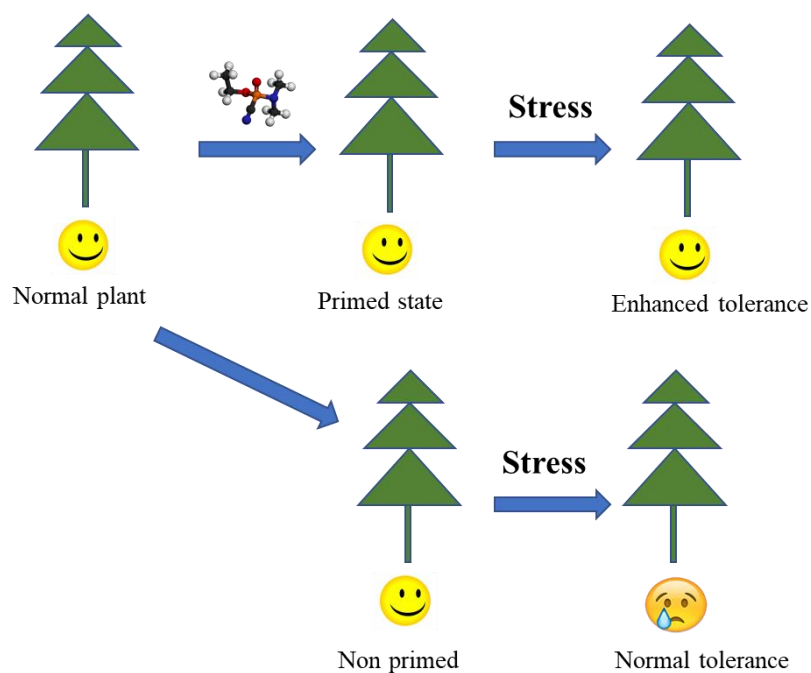 Stress
Normal plant
Primed state
Enhanced tolerance
Stress
Non primed
Normal tolerance